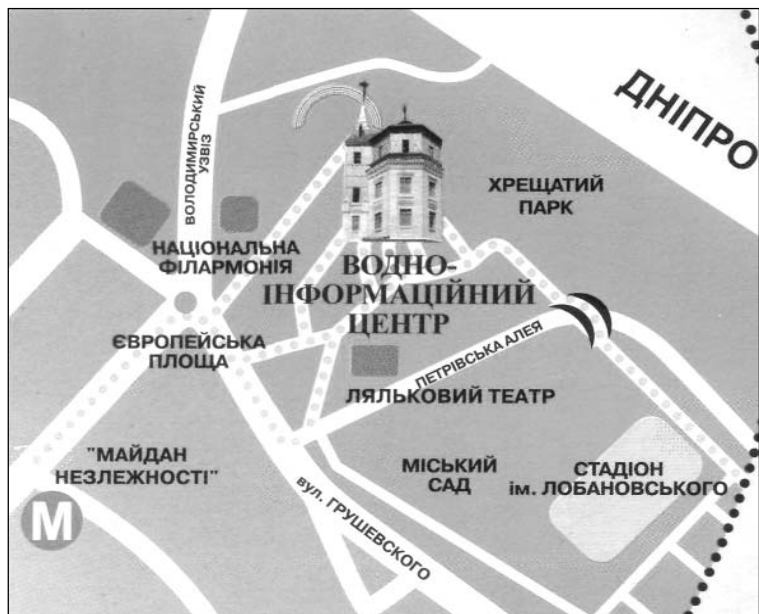 ДНІПРО
ВОЛОДИМИРСЬКИЙ
УЗВІЗ
ХРЕЩАТИЙ
ПАРК
НАЦІОНАЛЬНА
ФІЛАРМОНІЯ
ВОДНО-
ІНФОРМАЦІЙНИЙ
ЦЕНТР
ЄВРОПЕЙСЬКА
ПЛОЩА
ПЕТРІВСЬКА АЛЕЯ
ЛЯЛЬКОВИЙ ТЕАТР
"МАЙДАН
НЕЗЛЕЖНОСТІ"
МІСЬКИЙ
САД
СТАДІОН
ім. ЛОБАНОВСЬКОГО
вул. ГРУШЕВСКОГО
М